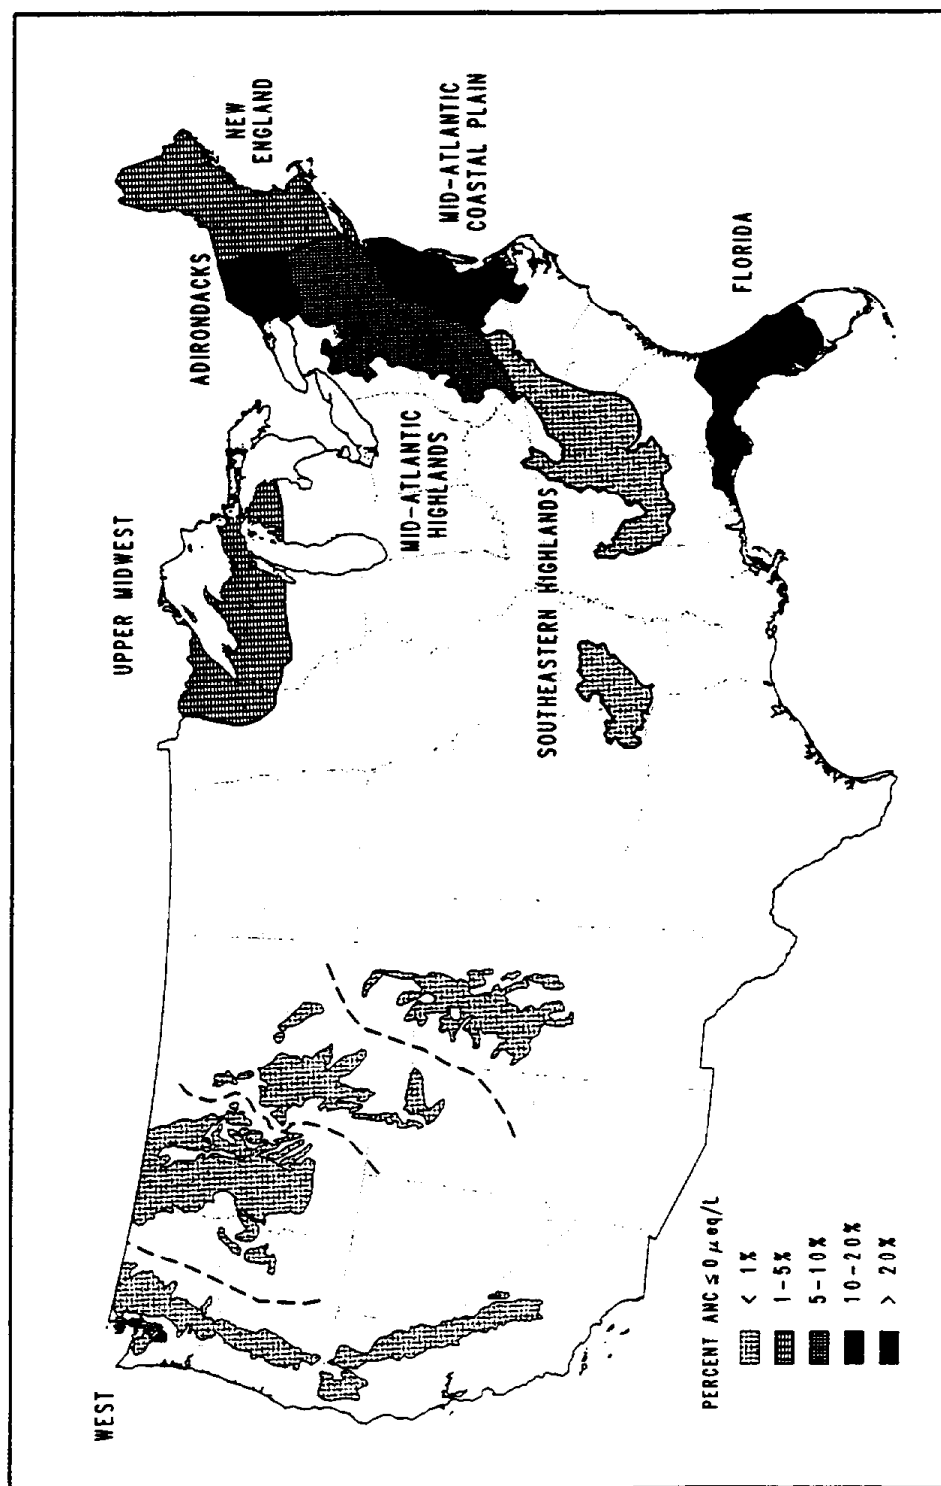 WEST
UPPER MIDWEST
ADIRONDACKS
NEW
ENGLAND
MID-ATLANTIC
HIGHLANDS
MID-ATLANTIC
COASTAL PLAIN
SOUTHEASTERN HIGHLANDS
FLORIDA
PERCENT ANC ≤ 0 μeq/L
< 1%
1-5%
5-10%
10-20%
> 20%